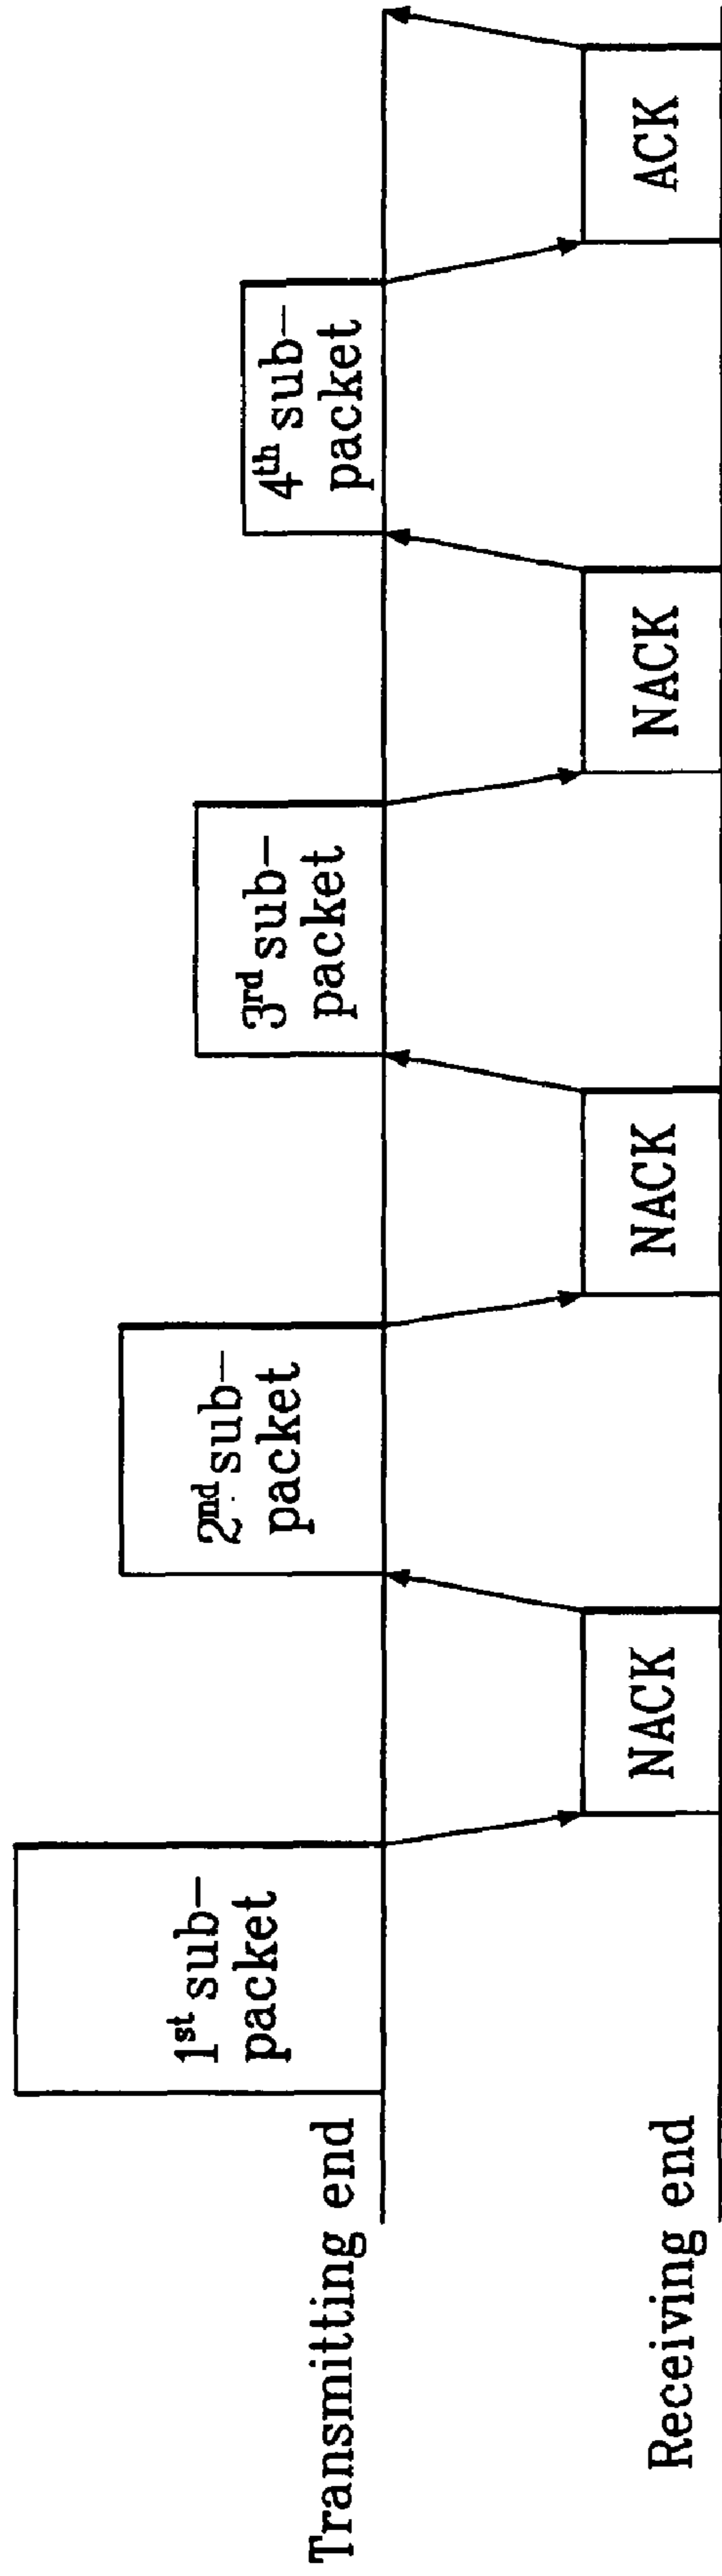 Transmitting end
1st sub-
packet
2nd sub-
packet
3rd sub-
packet
4th sub-
packet
Receiving end
NACK
NACK
NACK
ACK